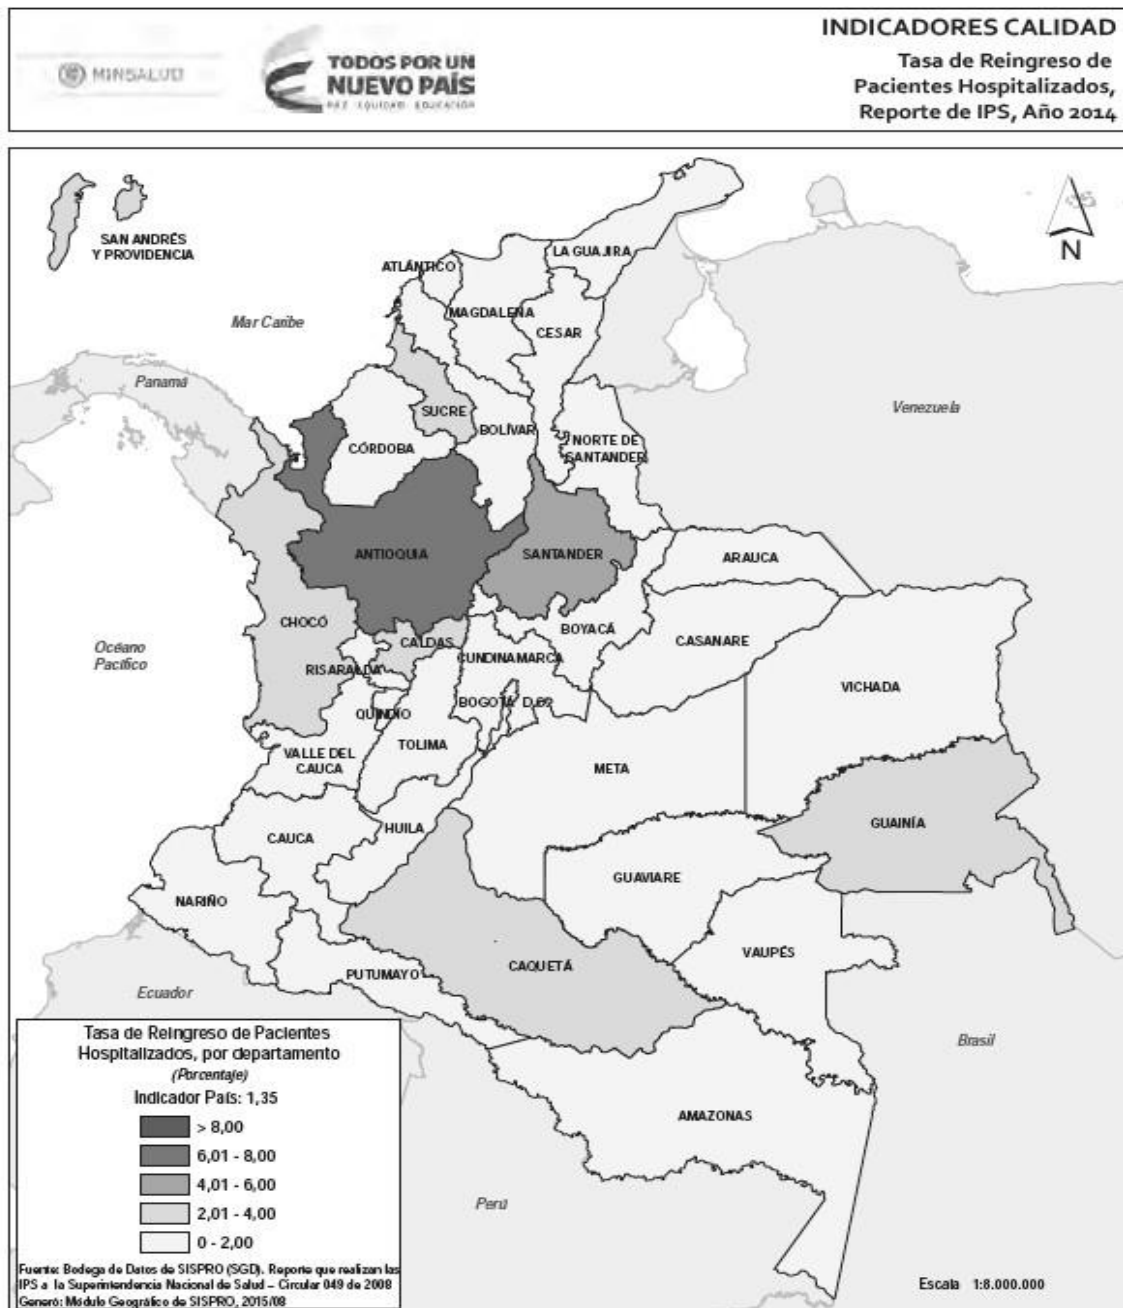 MINSALUD
TODOS POR UN
NUEVO PAÍS
PAZ EQUIDAD EDUCACIÓN
INDICADORES CALIDAD
Tasa de Reingreso de
Pacientes Hospitalizados,
Reporte de IPS, Año 2014
SAN ANDRÉS
Y PROVIDENCIA
N
LA GUAJIRA
ATLÁNTICO
MAGDALENA
CESAR
Mar Caribe
Panamá
Venezuela
SUCRE
BOLÍVAR
CÓRDOBA
NORTE DE
SANTANDER
ANTIOQUIA
SANTANDER
ARAUCA
CHOCÓ
BOYACÁ
CASANARE
CALDAS
CUNDINAMARCA
Océano
Pacífico
RISARALDA
VICHADA
BOGOTÁ D.C.
QUINDIO
TOLIMA
VALLE DEL
CAUCA
META
GUAINÍA
HUILA
CAUCA
GUAVIARE
NARIÑO
VAUPÉS
CAQUETÁ
PUTUMAYO
Ecuador
Brasil
AMAZONAS
Perú
Tasa de Reingreso de Pacientes
Hospitalizados, por departamento
(Porcentaje)
Indicador País: 1,35
> 8,00
6,01 - 8,00
4,01 - 6,00
2,01 - 4,00
0 - 2,00
Fuente: Bodega de Datos de SISPRO (SGD). Reporte que realizan las
IPS a la Superintendencia Nacional de Salud – Circular 049 de 2008
Generó: Módulo Geográfico de SISPRO, 2015/08
Escala 1:8.000.000